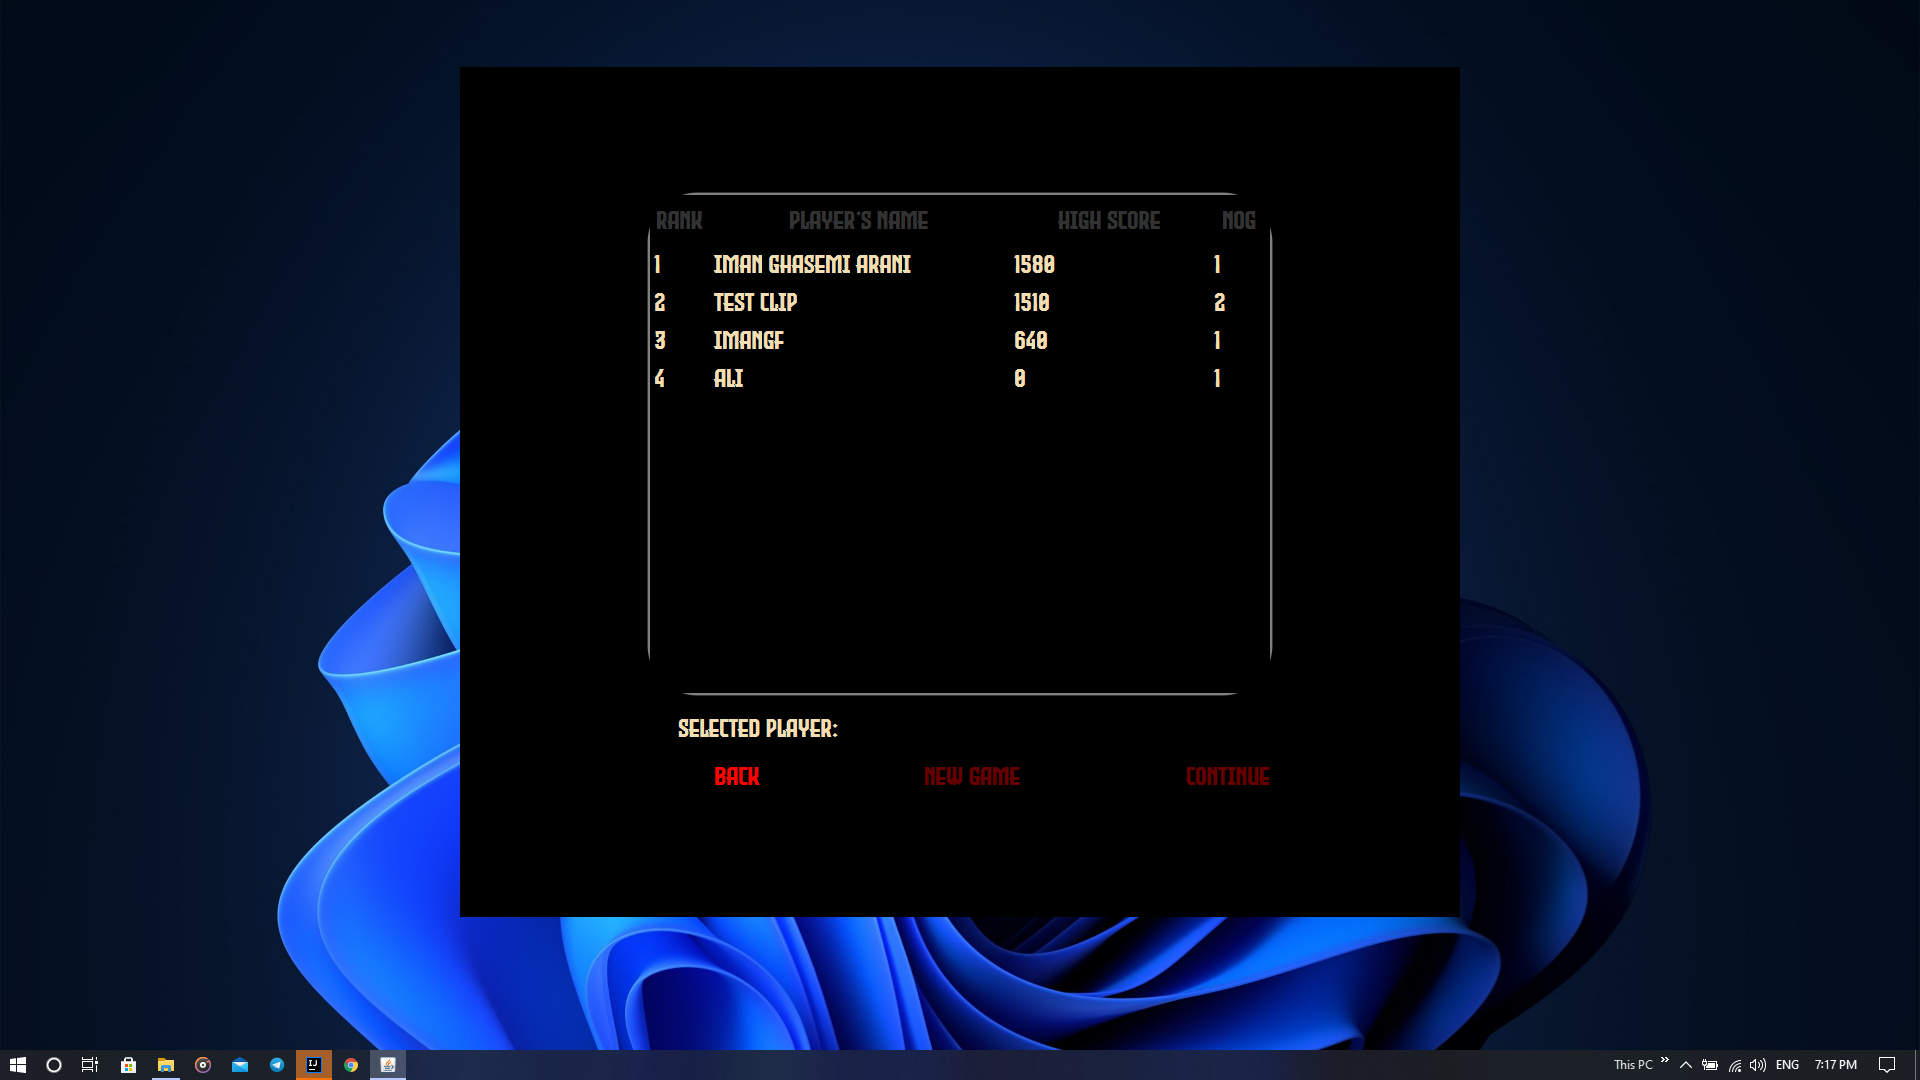 RANK PLAYER'S NAME HIGH SCORE NOG
1 IMAN GHASEMI ARANI 1580 1
2 TEST CLIP 1510 2
3 IMANGF 640 1
4 ALI 0 1
SELECTED PLAYER:
BACK NEW GAME CONTINUE
IJ This PC » ENG 7:17 PM